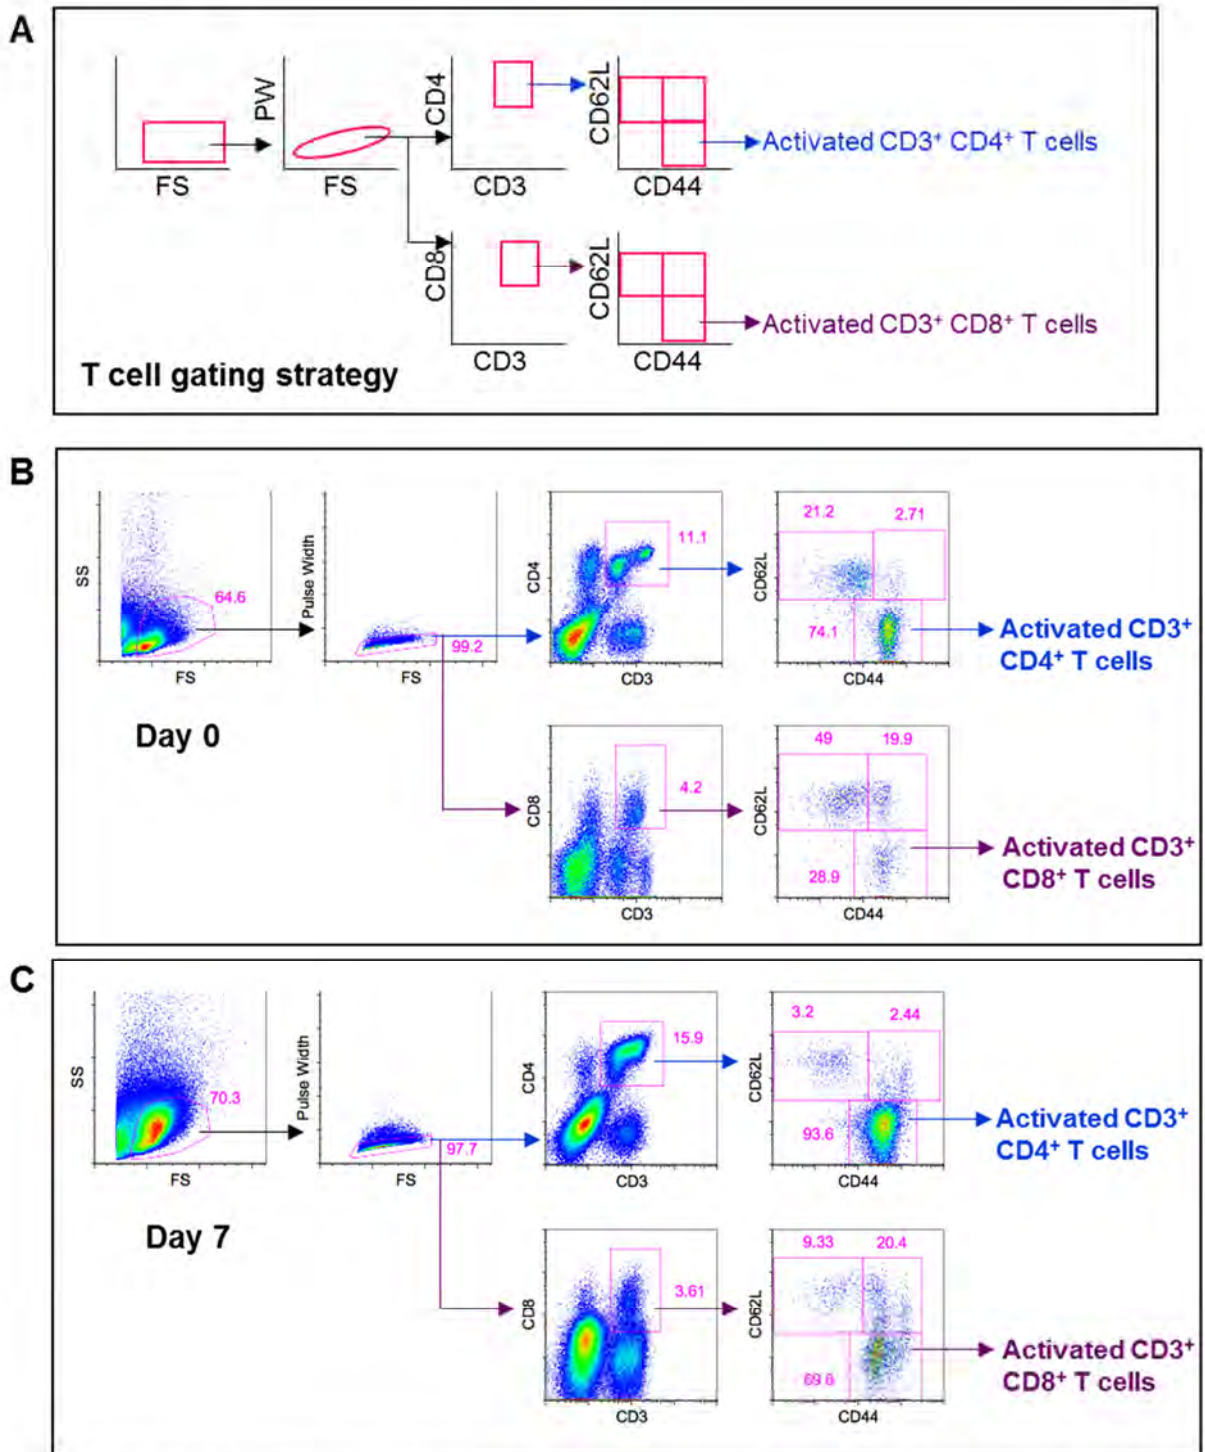 A
PW
CD4
CD62L
FS
FS
CD3
CD44
Activated CD3⁺ CD4⁺ T cells
CD8
CD62L
CD3
CD44
Activated CD3⁺ CD8⁺ T cells
T cell gating strategy
B
SS
64.6
FS
Pulse Width
99.2
FS
CD4
11.1
CD3
CD62L
21.2
2.71
74.1
CD44
Activated CD3⁺
CD4⁺ T cells
Day 0
CD8
4.2
CD3
CD62L
49
19.9
28.9
CD44
Activated CD3⁺
CD8⁺ T cells
C
SS
70.3
FS
Pulse Width
97.7
FS
CD4
15.9
CD3
CD62L
3.2
2.44
93.6
CD44
Activated CD3⁺
CD4⁺ T cells
Day 7
CD8
3.61
CD3
CD62L
9.33
20.4
69.6
CD44
Activated CD3⁺
CD8⁺ T cells